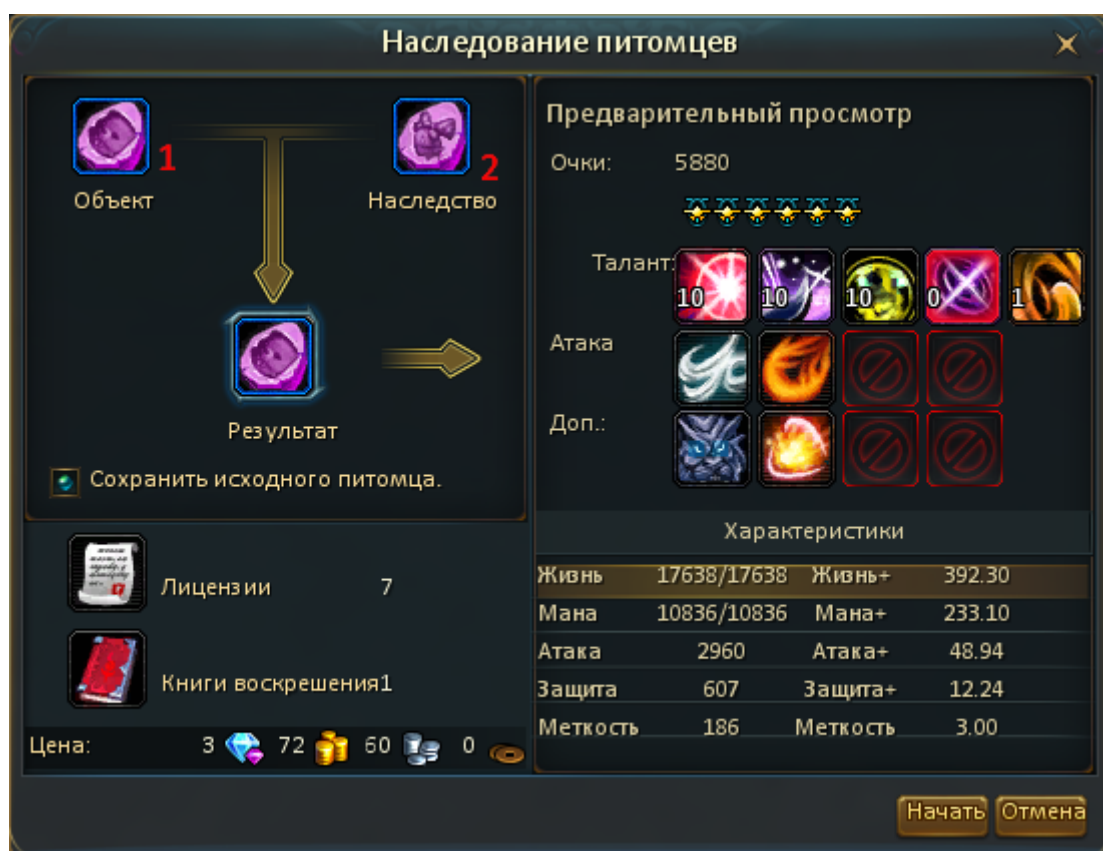 Наследование питомцев
1
2
Объект
Наследство
Результат
Сохранить исходного питомца.
Лицензии 7
Книги воскрешения1
Цена: 3 72 60 0
Предварительный просмотр
Очки: 5880
Талант:
10 10 10 0 1
Атака
Доп.:
Характеристики
Жизнь 17638/17638 Жизнь+ 392.30
Мана 10836/10836 Мана+ 233.10
Атака 2960 Атака+ 48.94
Защита 607 Защита+ 12.24
Меткость 186 Меткость 3.00
Начать Отмена